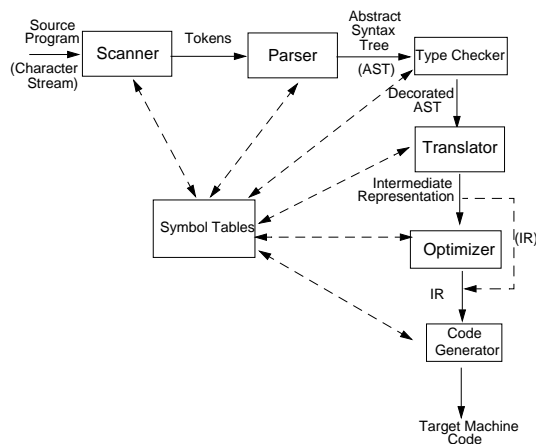 Source
Program
(Character
Stream)
Scanner
Tokens
Parser
Abstract
Syntax
Tree
(AST)
Type Checker
Decorated
AST
Translator
Intermediate
Representation
Symbol Tables
Optimizer
(IR)
IR
Code
Generator
Target Machine
Code